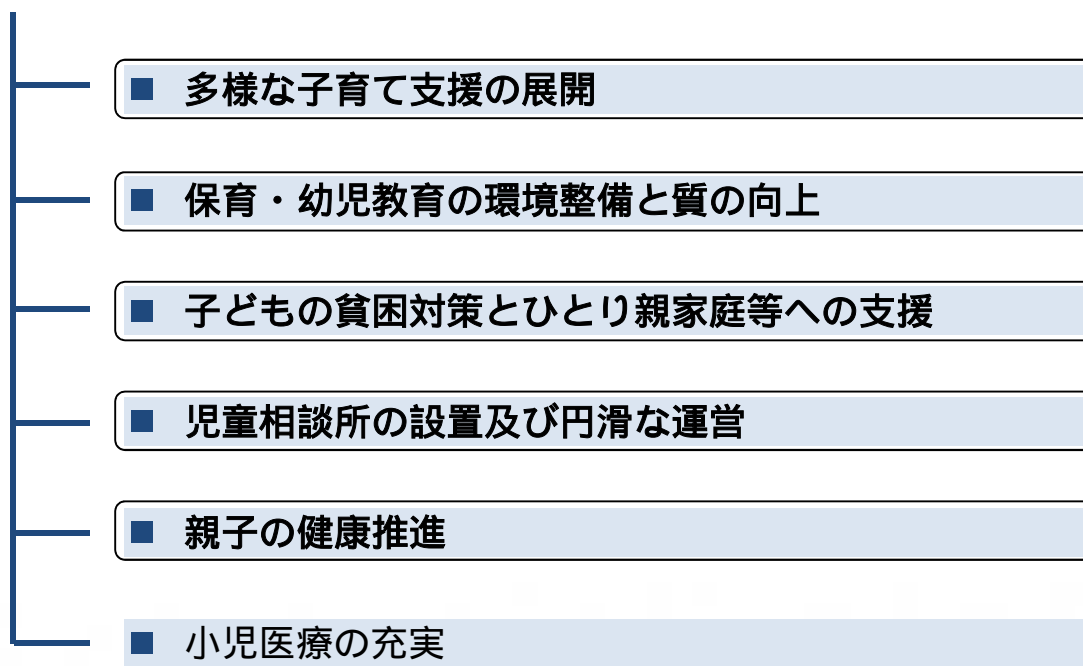 ■ 多様な子育て支援の展開
■ 保育・幼児教育の環境整備と質の向上
■ 子どもの貧困対策とひとり親家庭等への支援
■ 児童相談所の設置及び円滑な運営
■ 親子の健康推進
■ 小児医療の充実